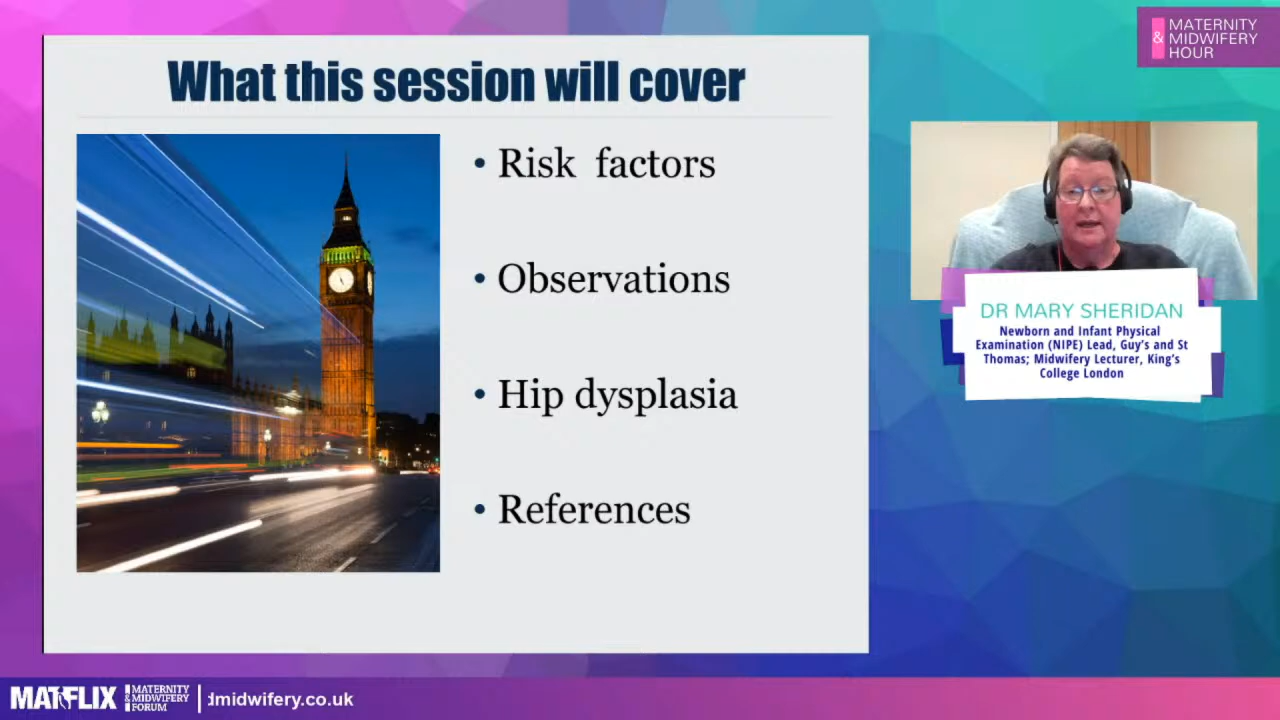 What this session will cover
• Risk factors
• Observations
• Hip dysplasia
• References
MATERNITY
& MIDWIFERY
HOUR
DR MARY SHERIDAN
Newborn and Infant Physical
Examination (NIPE) Lead, Guy's and St
Thomas; Midwifery Lecturer, King's
College London
MATFLIX
MATERNITY
& MIDWIFERY
FORUM
midwifery.co.uk